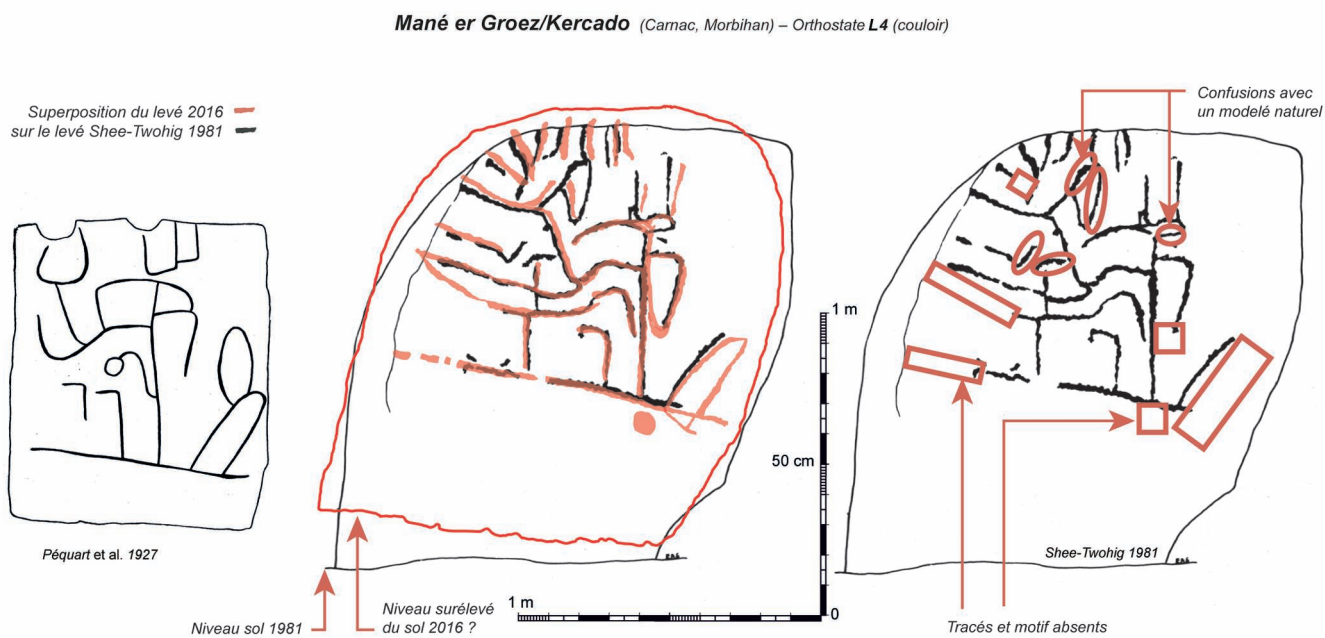 Mané er Groez/Kercado (Carnac, Morbihan) – Orthostate L4 (couloir)
Superposition du levé 2016
sur le levé Shee-Twohig 1981
Confusions avec
un modelé naturel
1 m
50 cm
0
Péquart et al. 1927
Shee-Twohig 1981
1 m
Niveau sol 1981
Niveau surélevé
du sol 2016 ?
Tracés et motif absents